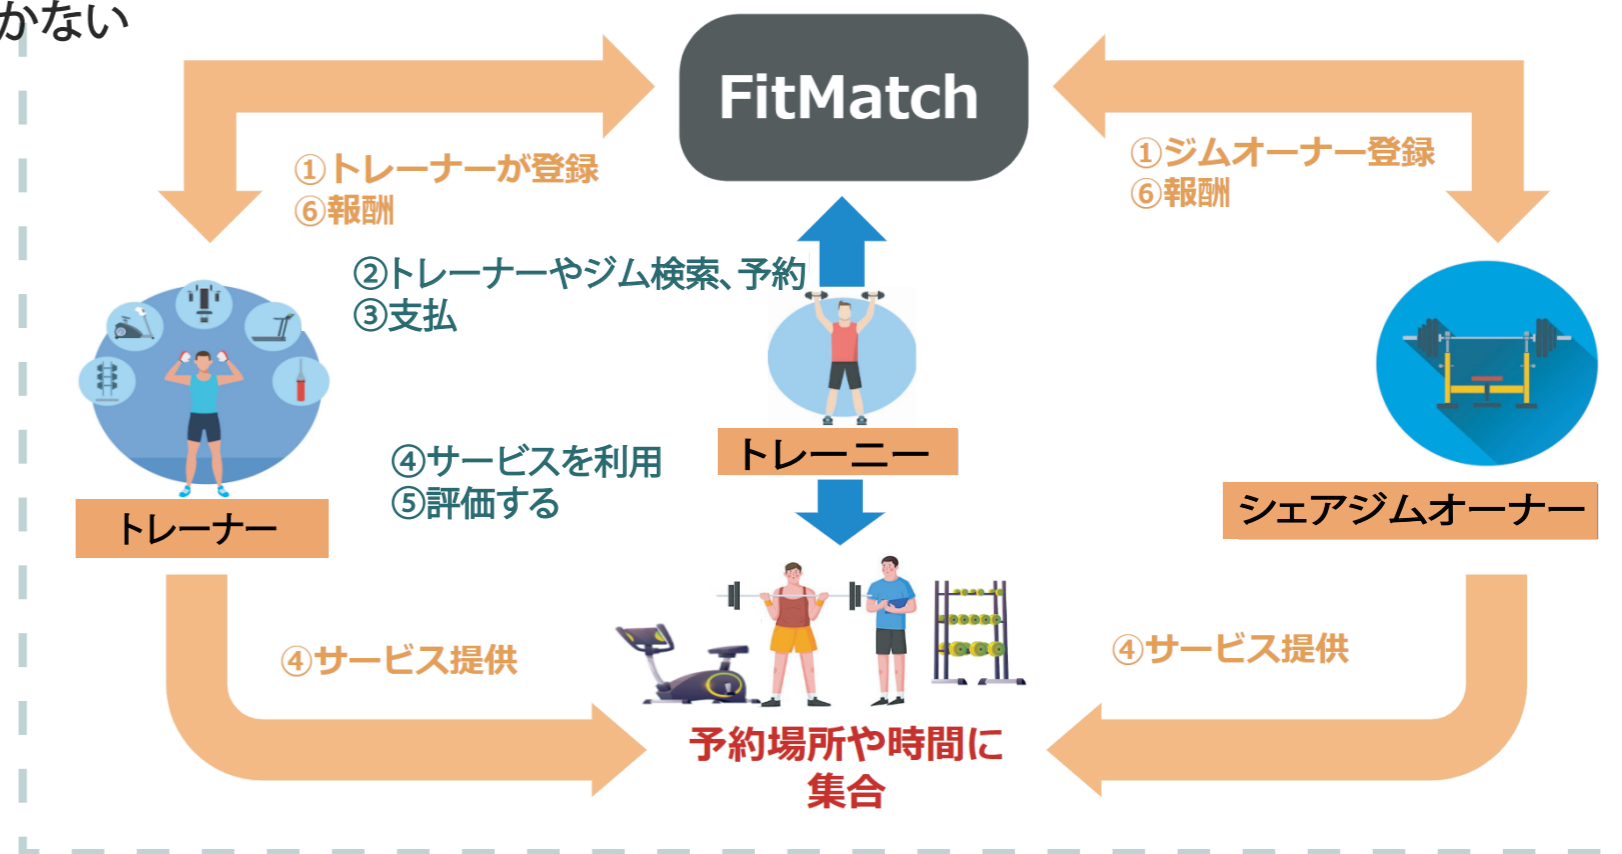 かない
FitMatch
①トレーナーが登録
⑥報酬
①ジムオーナー登録
⑥報酬
②トレーナーやジム検索、予約
③支払
④サービスを利用
⑤評価する
トレーニー
トレーナー
シェアジムオーナー
④サービス提供
④サービス提供
予約場所や時間に
集合